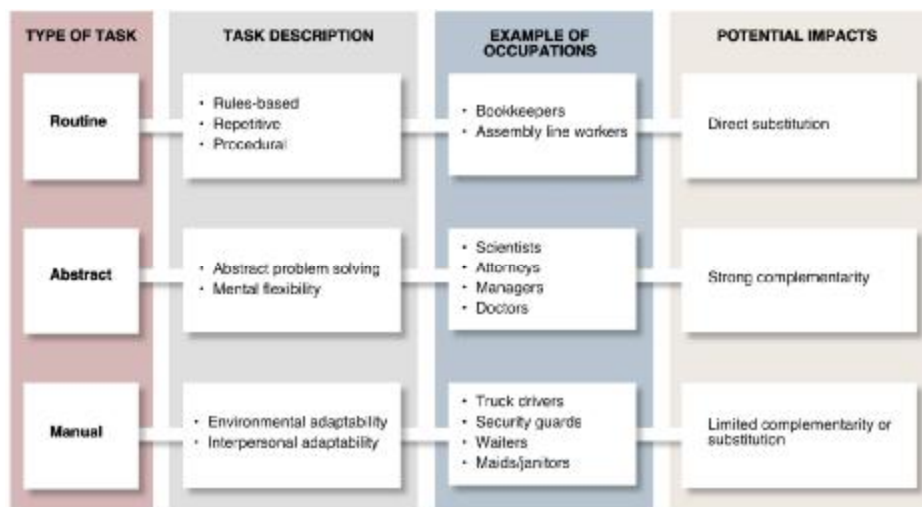 TYPE OF TASK
TASK DESCRIPTION
EXAMPLE OF
OCCUPATIONS
POTENTIAL IMPACTS
Routine
• Rules-based
• Repetitive
• Procedural
• Bookkeepers
• Assembly line workers
Direct substitution
Abstract
• Abstract problem solving
• Mental flexibility
• Scientists
• Attorneys
• Managers
• Doctors
Strong complementarity
Manual
• Environmental adaptability
• Interpersonal adaptability
• Truck drivers
• Security guards
• Waiters
• Maids/janitors
Limited complementarity or
substitution